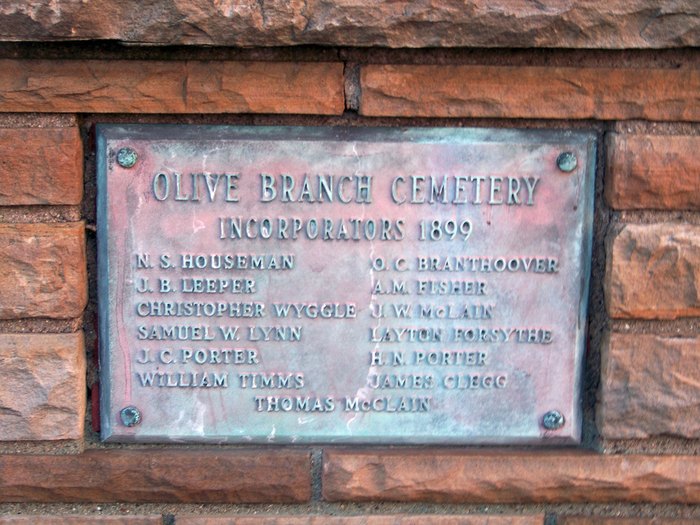 OLIVE BRANCH CEMETERY
INCORPORATORS 1899
N. S. HOUSEMAN O. C. BRANTHOOVER
J. B. LEEPER A. M. FISHER
CHRISTOPHER WYGGLE J. W. McLAIN
SAMUEL W. LYNN LAYTON FORSYTHE
J. C. PORTER H. N. PORTER
WILLIAM TIMMS JAMES CLEGG
THOMAS McCLAIN